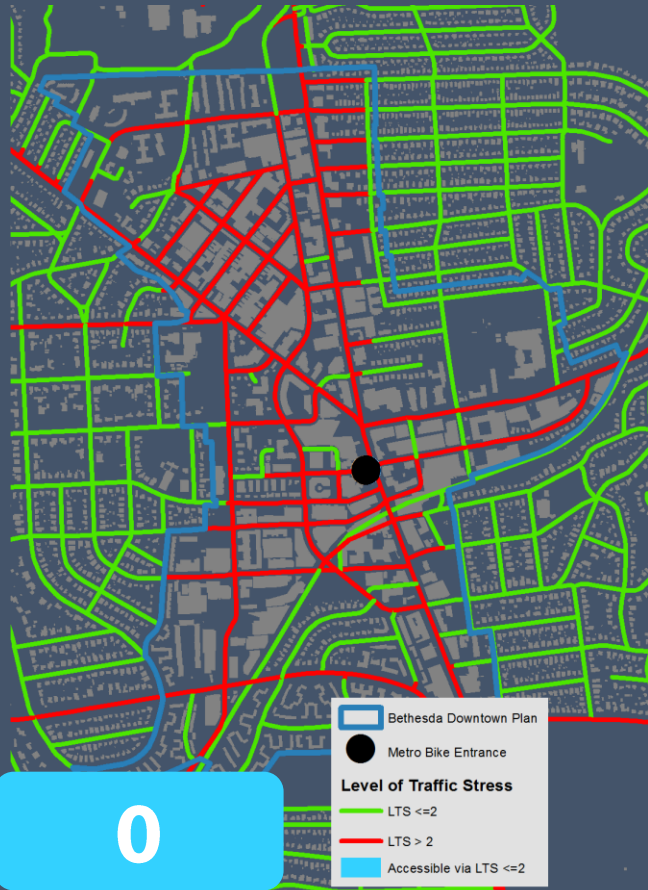 Bethesda Downtown Plan
Metro Bike Entrance
Level of Traffic Stress
LTS <=2
LTS > 2
Accessible via LTS <=2
0